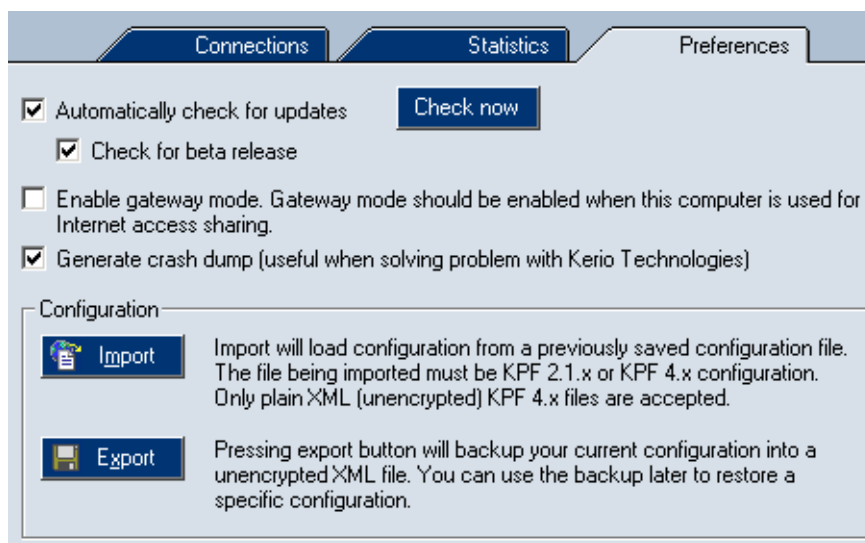 Connections Statistics Preferences
Automatically check for updates Check now
Check for beta release
Enable gateway mode. Gateway mode should be enabled when this computer is used for
Internet access sharing.
Generate crash dump (useful when solving problem with Kerio Technologies)
Configuration
Import
Import will load configuration from a previously saved configuration file.
The file being imported must be KPF 2.1.x or KPF 4.x configuration.
Only plain XML (unencrypted) KPF 4.x files are accepted.
Export
Pressing export button will backup your current configuration into a
unencrypted XML file. You can use the backup later to restore a
specific configuration.